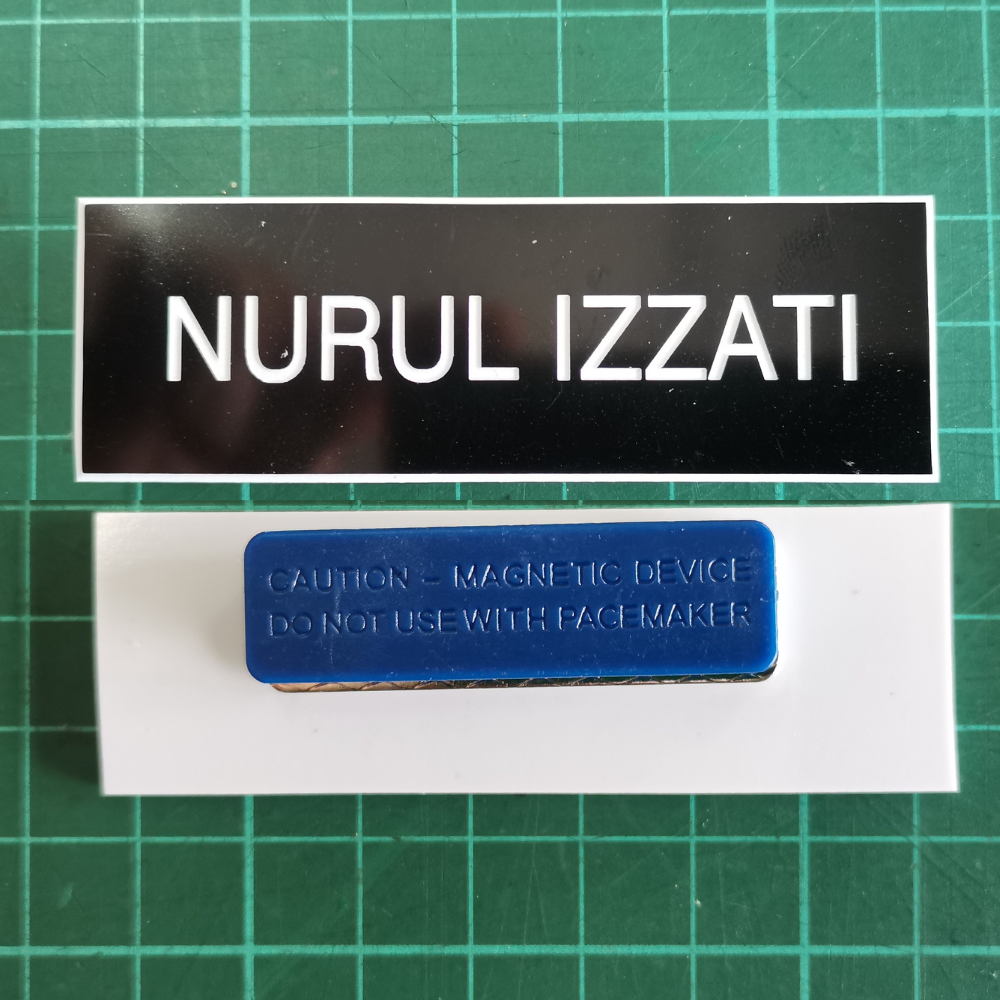 NURUL IZZATI
CAUTION - MAGNETIC DEVICE
DO NOT USE WITH PACEMAKER